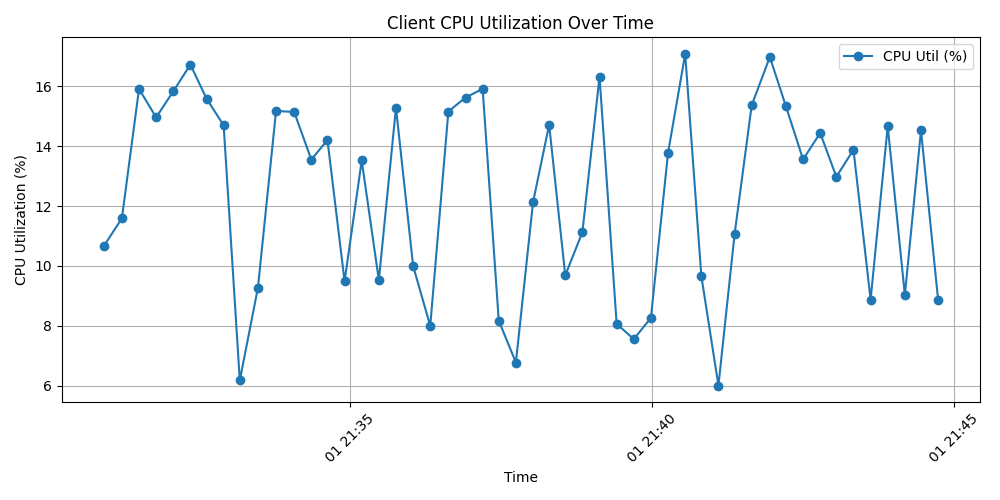 Client CPU Utilization Over Time
CPU Util (%)
CPU Utilization (%)
16
14
12
10
8
6
01 21:35
01 21:40
01 21:45
Time